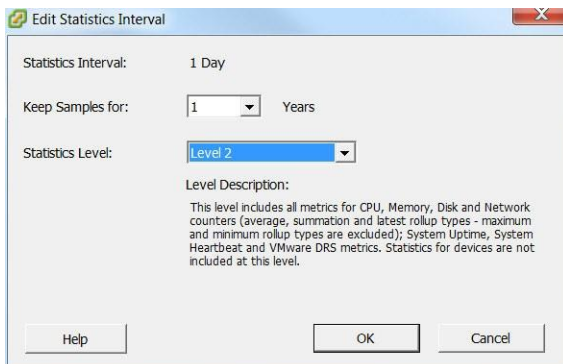 Edit Statistics Interval
Statistics Interval: 1 Day
Keep Samples for: 1 Years
Statistics Level: Level 2
Level Description:
This level includes all metrics for CPU, Memory, Disk and Network
counters (average, summation and latest rollup types - maximum
and minimum rollup types are excluded); System Uptime, System
Heartbeat and VMware DRS metrics. Statistics for devices are not
included at this level.
Help OK Cancel